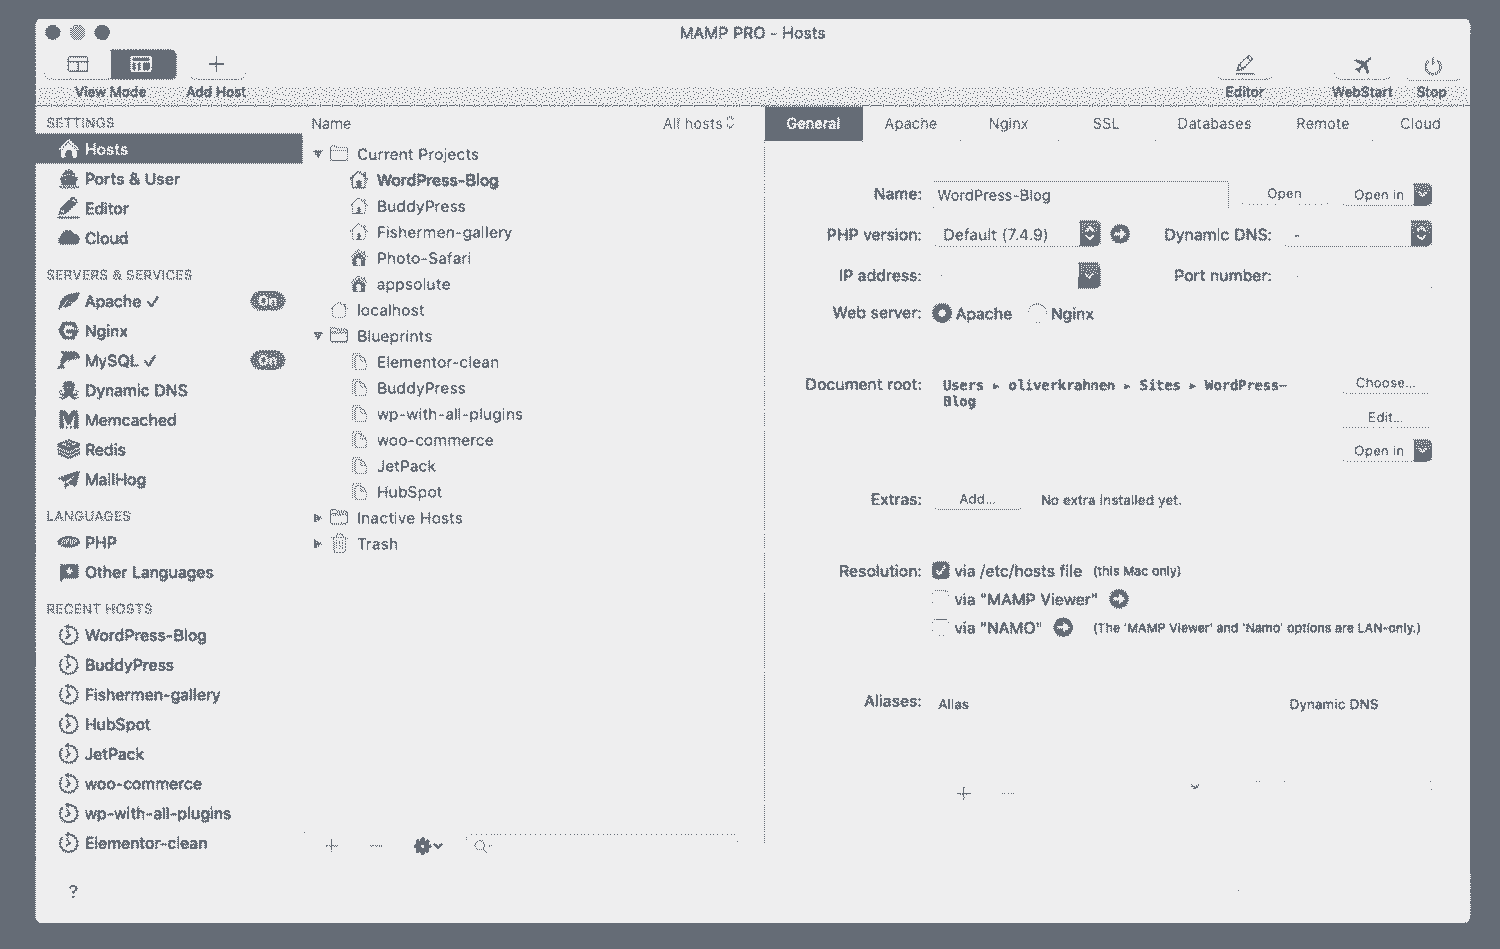 MAMP PRO - Hosts
View Mode
Add Host
Editor
WebStart
Stop
SETTINGS
Hosts
Ports & User
Editor
Cloud
SERVERS & SERVICES
Apache ✓ On
Nginx
MySQL ✓ On
Dynamic DNS
Memcached
Redis
MailHog
LANGUAGES
PHP
Other Languages
RECENT HOSTS
WordPress-Blog
BuddyPress
Fishermen-gallery
HubSpot
JetPack
woo-commerce
wp-with-all-plugins
Elementor-clean
?
Name All hosts
Current Projects
WordPress-Blog
BuddyPress
Fishermen-gallery
Photo-Safari
appsolute
localhost
Blueprints
Elementor-clean
BuddyPress
wp-with-all-plugins
woo-commerce
JetPack
HubSpot
Inactive Hosts
Trash
General Apache Nginx SSL Databases Remote Cloud
Name: WordPress-Blog Open Open in
PHP version: Default (7.4.9) Dynamic DNS: -
IP address: Port number:
Web server: Apache Nginx
Document root: Users ▸ oliverkrahnen ▸ Sites ▸ WordPress-
Blog
Choose...
Edit...
Open in
Extras: Add... No extra installed yet.
Resolution: via /etc/hosts file (this Mac only)
via "MAMP Viewer"
via "NAMO" (The 'MAMP Viewer' and 'Namo' options are LAN-only.)
Aliases: Alias Dynamic DNS